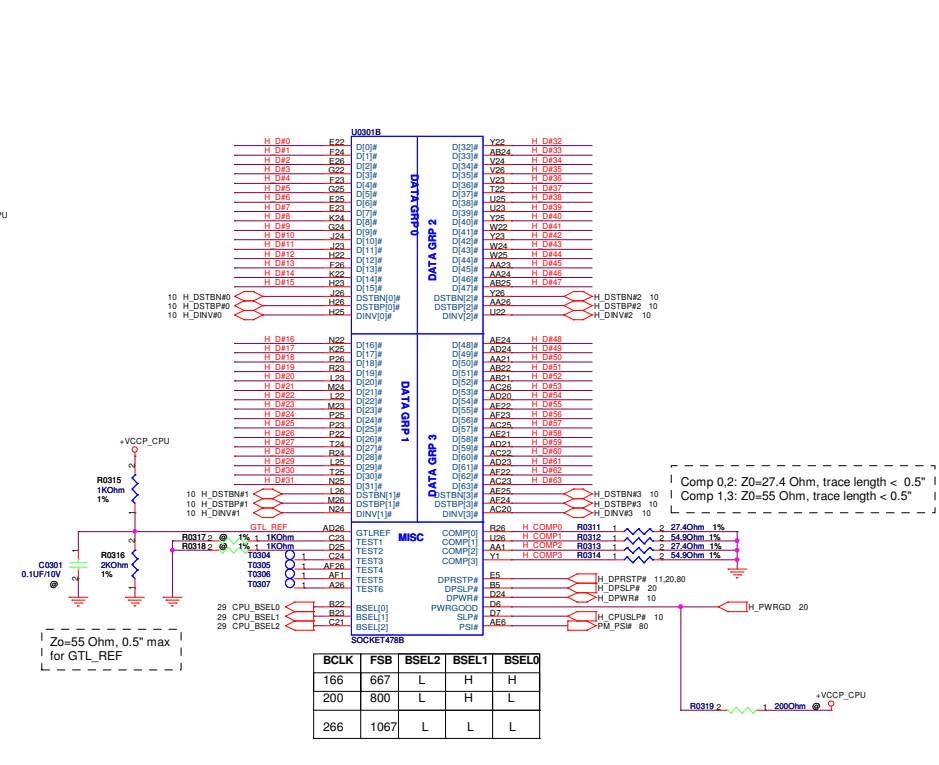 PU
U0301B
H_D#0 E22 D[0]# D[32]# Y22 H_D#32
H_D#1 F24 D[1]# D[33]# AB24 H_D#33
H_D#2 E26 D[2]# D[34]# V24 H_D#34
H_D#3 G22 D[3]# D[35]# V26 H_D#35
H_D#4 F23 D[4]# D[36]# V23 H_D#36
H_D#5 G25 D[5]# D[37]# T22 H_D#37
H_D#6 E25 D[6]# D[38]# U25 H_D#38
H_D#7 E23 D[7]# D[39]# U23 H_D#39
H_D#8 K24 D[8]# D[40]# Y25 H_D#40
H_D#9 G24 D[9]# D[41]# W22 H_D#41
H_D#10 J24 D[10]# D[42]# Y23 H_D#42
H_D#11 J23 D[11]# D[43]# W24 H_D#43
H_D#12 H22 D[12]# D[44]# W25 H_D#44
H_D#13 F26 D[13]# D[45]# AA23 H_D#45
H_D#14 K22 D[14]# D[46]# AA24 H_D#46
H_D#15 H23 D[15]# D[47]# AB25 H_D#47
10 H_DSTBN#0 J26 DSTBN[0]# DSTBN[2]# Y26 H_DSTBN#2 10
10 H_DSTBP#0 H26 DSTBP[0]# DSTBP[2]# AA26 H_DSTBP#2 10
10 H_DINV#0 H25 DINV[0]# DINV[2]# U22 H_DINV#2 10
DATA GRP 0
DATA GRP 2
H_D#16 N22 D[16]# D[48]# AE24 H_D#48
H_D#17 K25 D[17]# D[49]# AD24 H_D#49
H_D#18 P26 D[18]# D[50]# AA21 H_D#50
H_D#19 R23 D[19]# D[51]# AB22 H_D#51
H_D#20 L23 D[20]# D[52]# AB21 H_D#52
H_D#21 M24 D[21]# D[53]# AC26 H_D#53
H_D#22 L22 D[22]# D[54]# AD20 H_D#54
H_D#23 M23 D[23]# D[55]# AE22 H_D#55
H_D#24 P25 D[24]# D[56]# AF23 H_D#56
H_D#25 P23 D[25]# D[57]# AC25 H_D#57
H_D#26 P22 D[26]# D[58]# AE21 H_D#58
H_D#27 T24 D[27]# D[59]# AD21 H_D#59
H_D#28 R24 D[28]# D[60]# AC22 H_D#60
H_D#29 L25 D[29]# D[61]# AD23 H_D#61
H_D#30 T25 D[30]# D[62]# AF22 H_D#62
H_D#31 N25 D[31]# D[63]# AC23 H_D#63
10 H_DSTBN#1 L26 DSTBN[1]# DSTBN[3]# AE25 H_DSTBN#3 10
10 H_DSTBP#1 M26 DSTBP[1]# DSTBP[3]# AF24 H_DSTBP#3 10
10 H_DINV#1 N24 DINV[1]# DINV[3]# AC20 H_DINV#3 10
DATA GRP 1
DATA GRP 3
MISC
GTL_REF AD26 GTLREF COMP[0] R26 H_COMP0 R0311 1 2 27.4Ohm 1%
R0317 2 @ 1% 1 1KOhm C23 TEST1 COMP[1] U26 H_COMP1 R0312 1 2 54.9Ohm 1%
R0318 2 @ 1% 1 1KOhm D25 TEST2 COMP[2] AA1 H_COMP2 R0313 1 2 27.4Ohm 1%
T0304 1 C24 TEST3 COMP[3] Y1 H_COMP3 R0314 1 2 54.9Ohm 1%
T0305 1 AF26 TEST4
T0306 1 AF1 TEST5 DPRSTP# E5 H_DPRSTP# 11,20,80
T0307 1 A26 TEST6 DPSLP# B5 H_DPSLP# 20
DPWR# D24 H_DPWR# 10
29 CPU_BSEL0 B22 BSEL[0] PWRGOOD D6 H_PWRGD 20
29 CPU_BSEL1 B23 BSEL[1] SLP# D7 H_CPUSLP# 10
29 CPU_BSEL2 C21 BSEL[2] PSI# AE6 PM_PSI# 80
SOCKET478B
+VCCP_CPU
2
R0315
1KOhm
1%
1
2
R0316
2KOhm
1%
1
1
C0301
0.1UF/10V
2
@
Zo=55 Ohm, 0.5" max
for GTL_REF
Comp 0,2: Z0=27.4 Ohm, trace length < 0.5"
Comp 1,3: Z0=55 Ohm, trace length < 0.5"
+VCCP_CPU
R0319 2 1 200Ohm @
BCLK FSB BSEL2 BSEL1 BSEL0
166 667 L H H
200 800 L H L
266 1067 L L L